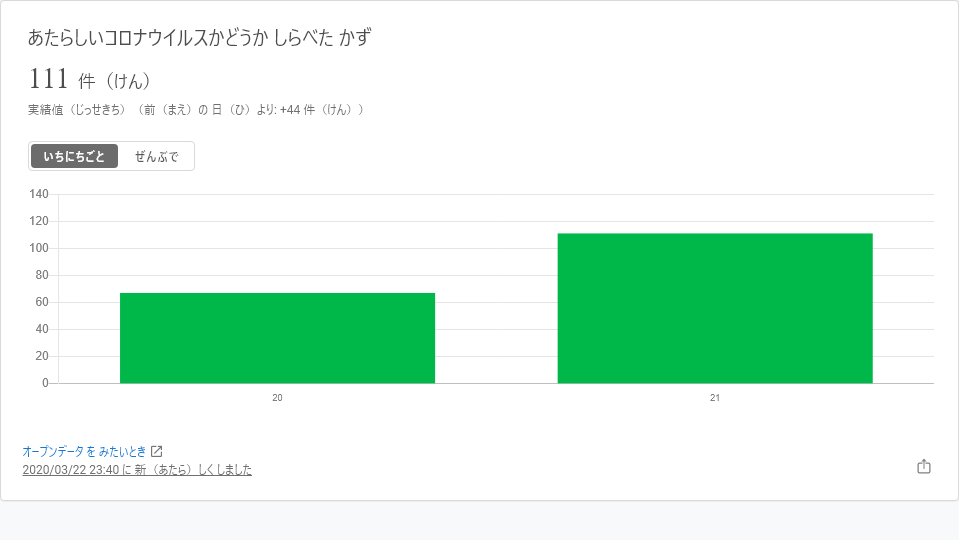 あたらしいコロナウイルスかどうか しらべた かず
111 件（けん）
実績値（じっせきち）（前（まえ）の 日（ひ）より: +44 件（けん））
いちにちごと ぜんぶで
140
120
100
80
60
40
20
0
20 21
オープンデータ を みたいとき
2020/03/22 23:40 に 新（あたら）しくしました